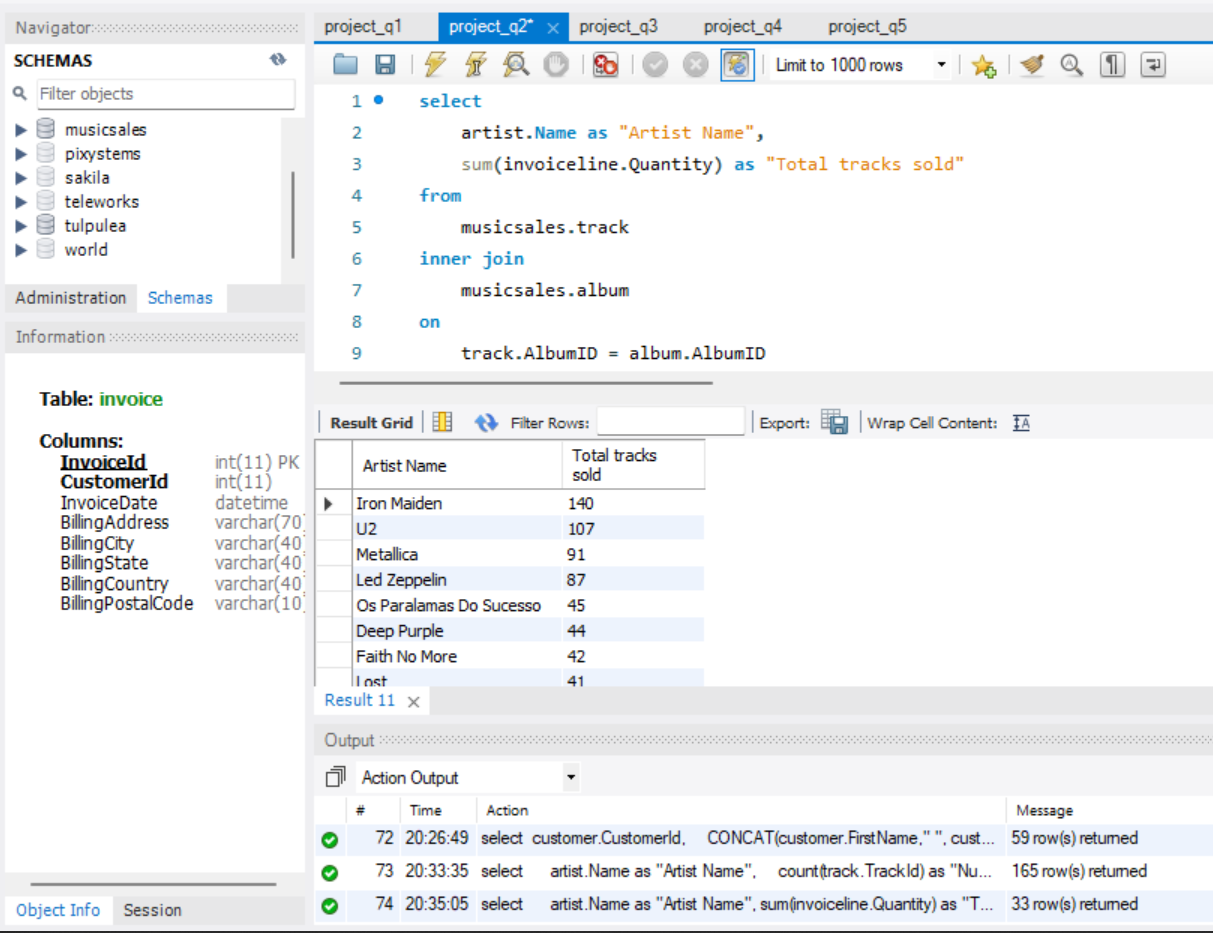 Navigator
SCHEMAS
Filter objects
musicsales
pixystems
sakila
teleworks
tulpulea
world
Administration Schemas
Information
Table: invoice
Columns:
InvoiceId int(11) PK
CustomerId int(11)
InvoiceDate datetime
BillingAddress varchar(70)
BillingCity varchar(40)
BillingState varchar(40)
BillingCountry varchar(40)
BillingPostalCode varchar(10)
Object Info Session
project_q1 project_q2* project_q3 project_q4 project_q5
Limit to 1000 rows
1 select
2 artist.Name as "Artist Name",
3 sum(invoiceline.Quantity) as "Total tracks sold"
4 from
5 musicsales.track
6 inner join
7 musicsales.album
8 on
9 track.AlbumID = album.AlbumID
Result Grid Filter Rows: Export: Wrap Cell Content:
Artist Name Total tracks
sold
Iron Maiden 140
U2 107
Metallica 91
Led Zeppelin 87
Os Paralamas Do Sucesso 45
Deep Purple 44
Faith No More 42
Lost 41
Result 11
Output
Action Output
# Time Action Message
72 20:26:49 select customer.CustomerId, CONCAT(customer.FirstName," ", cust... 59 row(s) returned
73 20:33:35 select artist.Name as "Artist Name", count(track.TrackId) as "Nu... 165 row(s) returned
74 20:35:05 select artist.Name as "Artist Name", sum(invoiceline.Quantity) as "T... 33 row(s) returned